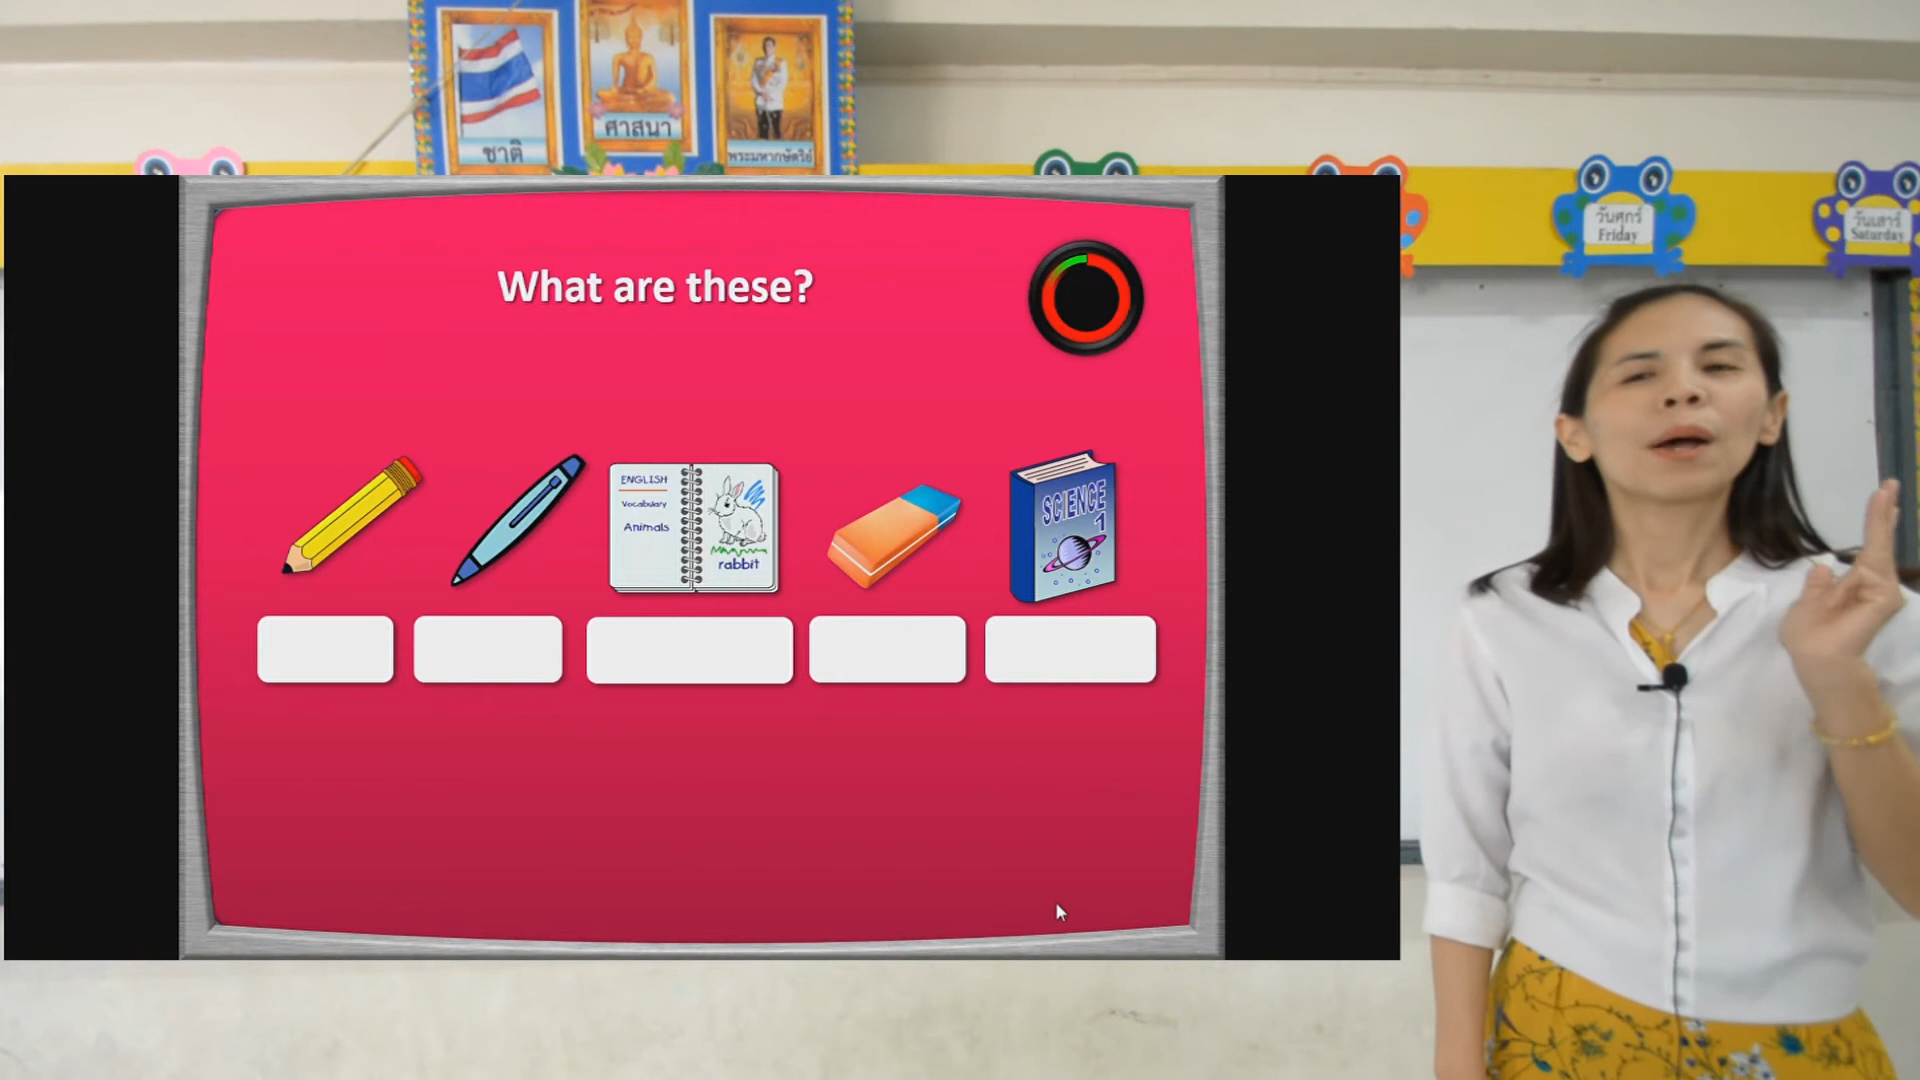 ชาติ
ศาสนา
พระมหากษัตริย์
วันศุกร์
Friday
วันเสาร์
Saturday
What are these?
ENGLISH
Vocabulary
Animals
rabbit
SCIENCE
1